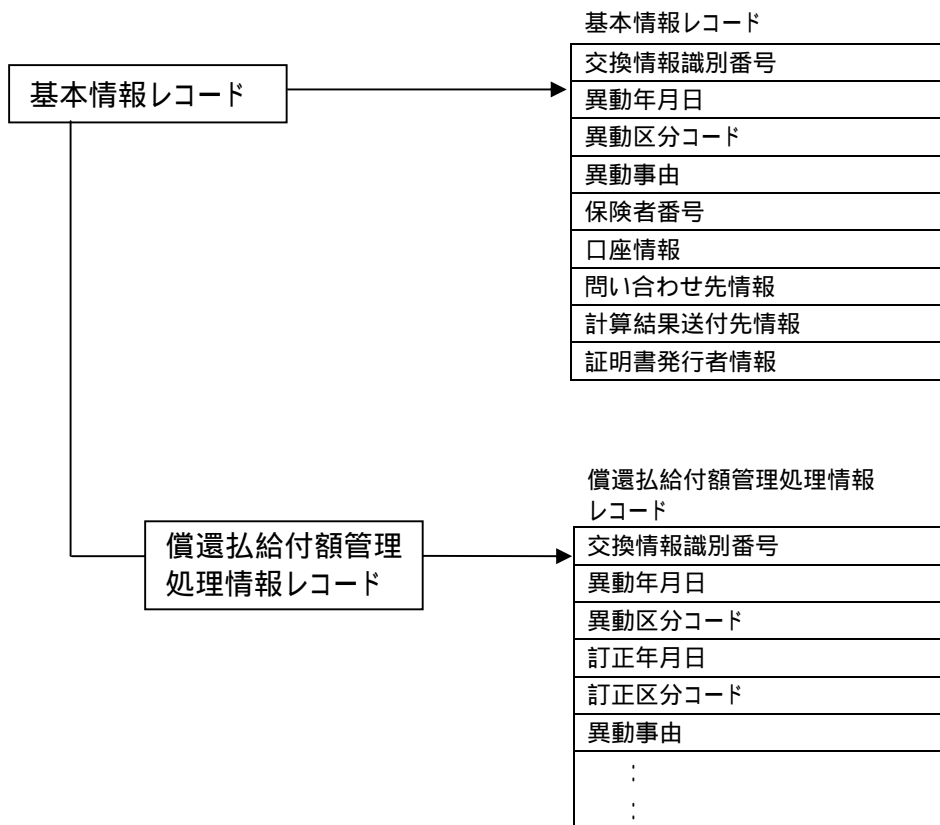 基本情報レコード
基本情報レコード
交換情報識別番号
異動年月日
異動区分コード
異動事由
保険者番号
口座情報
問い合わせ先情報
計算結果送付先情報
証明書発行者情報
償還払給付額管理
処理情報レコード
償還払給付額管理処理情報
レコード
交換情報識別番号
異動年月日
異動区分コード
訂正年月日
訂正区分コード
異動事由
:
: